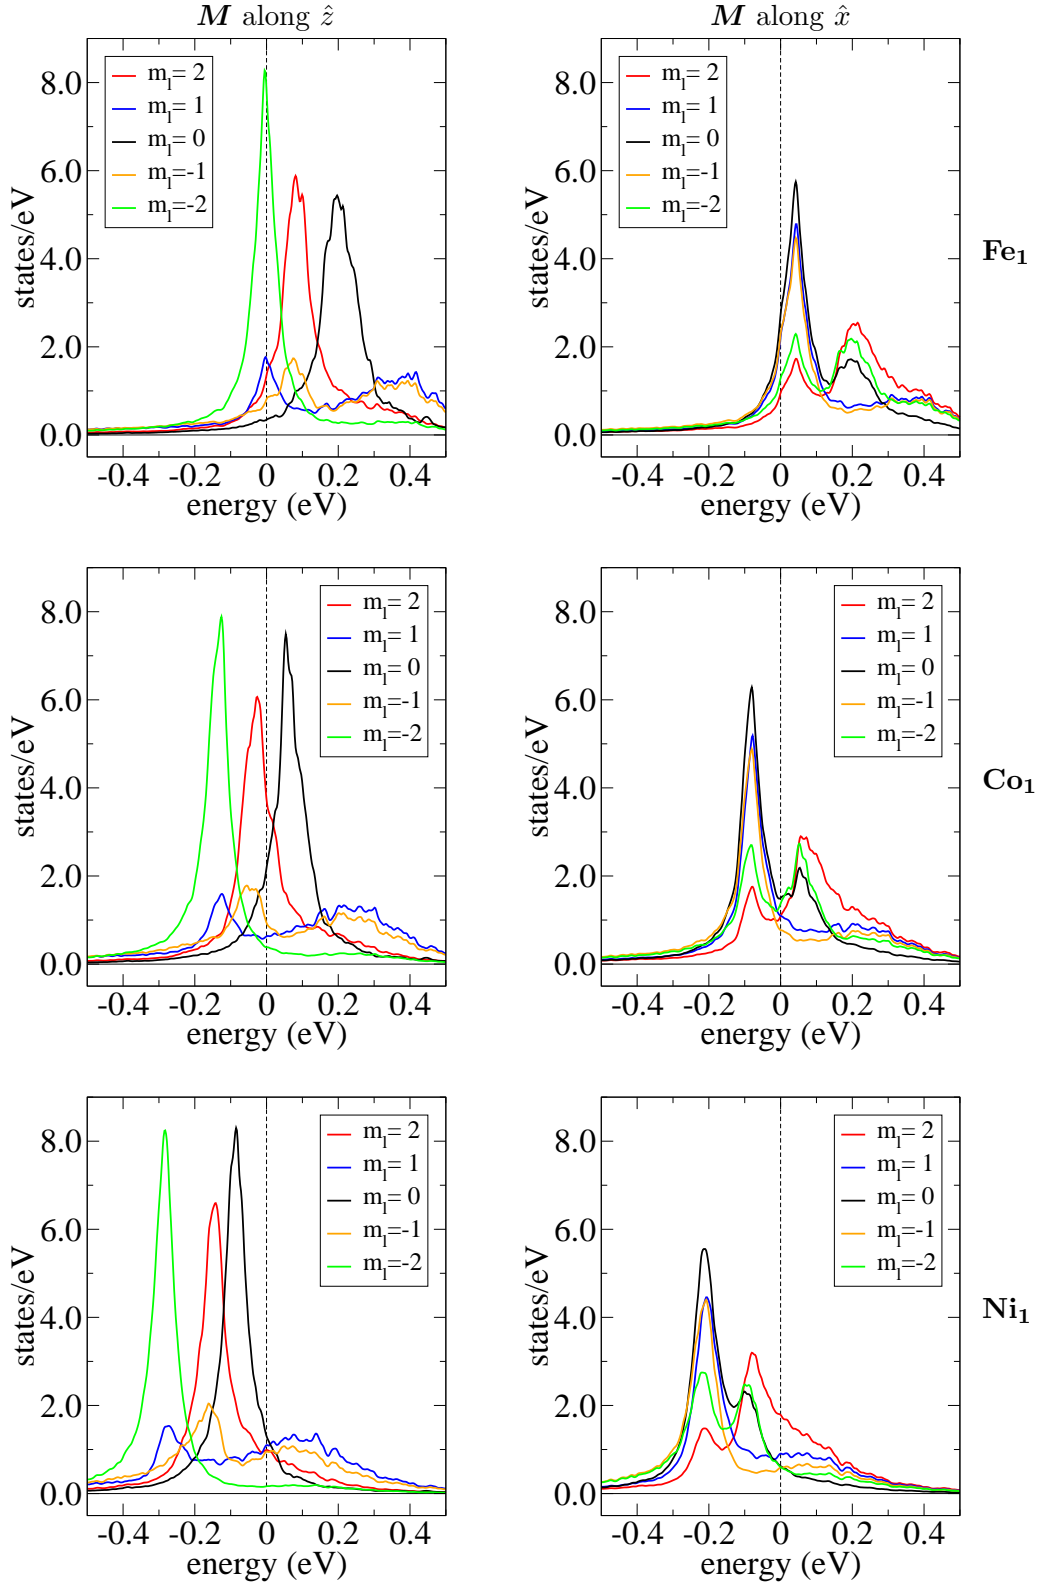 M along ẑ
M along x̂
m_l= 2
m_l= 1
m_l= 0
m_l=-1
m_l=-2
8.0
6.0
4.0
2.0
0.0
states/eV
-0.4 -0.2 0 0.2 0.4
energy (eV)
m_l= 2
m_l= 1
m_l= 0
m_l=-1
m_l=-2
8.0
6.0
4.0
2.0
0.0
states/eV
-0.4 -0.2 0 0.2 0.4
energy (eV)
Fe₁
m_l= 2
m_l= 1
m_l= 0
m_l=-1
m_l=-2
8.0
6.0
4.0
2.0
0.0
states/eV
-0.4 -0.2 0 0.2 0.4
energy (eV)
m_l= 2
m_l= 1
m_l= 0
m_l=-1
m_l=-2
8.0
6.0
4.0
2.0
0.0
states/eV
-0.4 -0.2 0 0.2 0.4
energy (eV)
Co₁
m_l= 2
m_l= 1
m_l= 0
m_l=-1
m_l=-2
8.0
6.0
4.0
2.0
0.0
states/eV
-0.4 -0.2 0 0.2 0.4
energy (eV)
m_l= 2
m_l= 1
m_l= 0
m_l=-1
m_l=-2
8.0
6.0
4.0
2.0
0.0
states/eV
-0.4 -0.2 0 0.2 0.4
energy (eV)
Ni₁